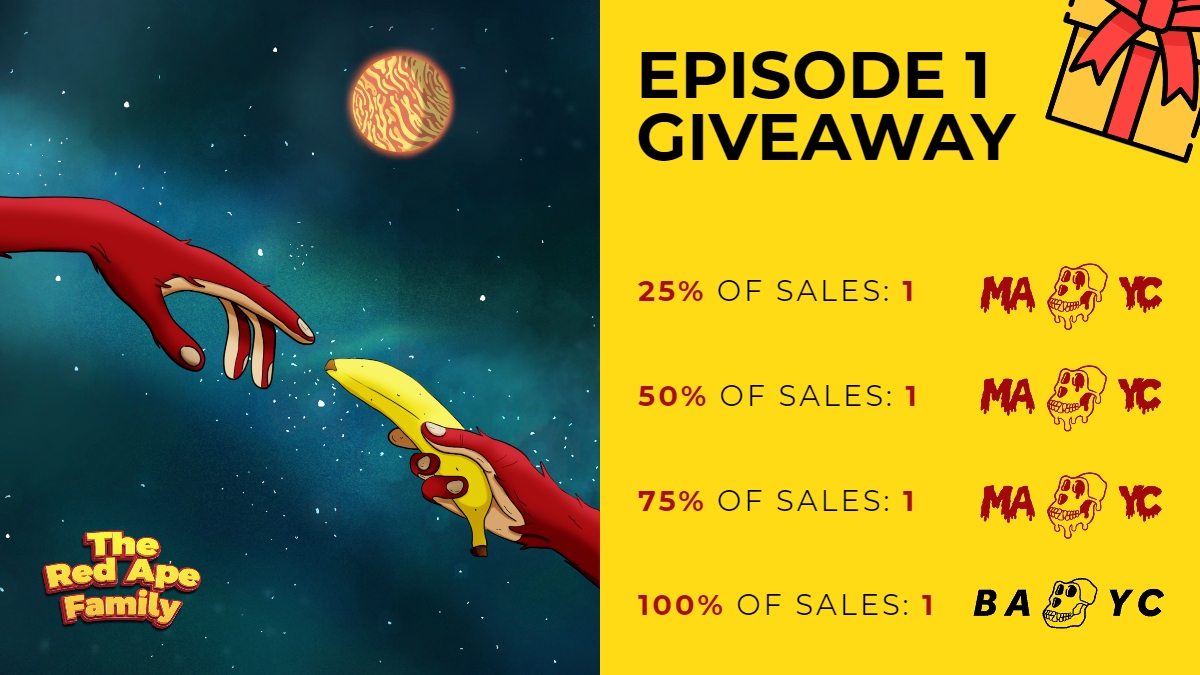 EPISODE 1
GIVEAWAY
25% OF SALES: 1 MA YC
50% OF SALES: 1 MA YC
75% OF SALES: 1 MA YC
100% OF SALES: 1 BA YC
The
Red Ape
Family